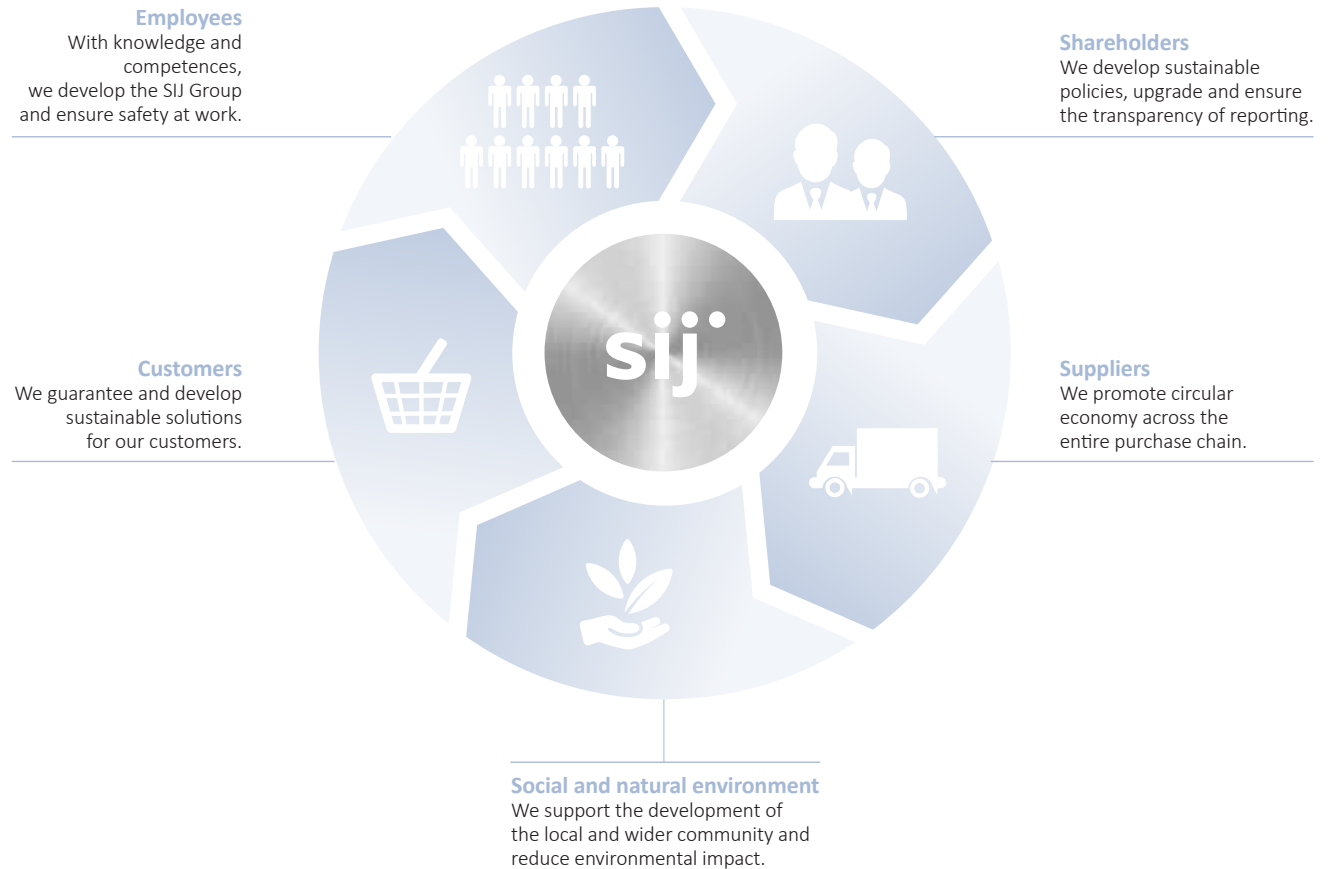 Employees
With knowledge and
competences,
we develop the SIJ Group
and ensure safety at work.
Shareholders
We develop sustainable
policies, upgrade and ensure
the transparency of reporting.
sij
Customers
We guarantee and develop
sustainable solutions
for our customers.
Suppliers
We promote circular
economy across the
entire purchase chain.
Social and natural environment
We support the development of
the local and wider community and
reduce environmental impact.